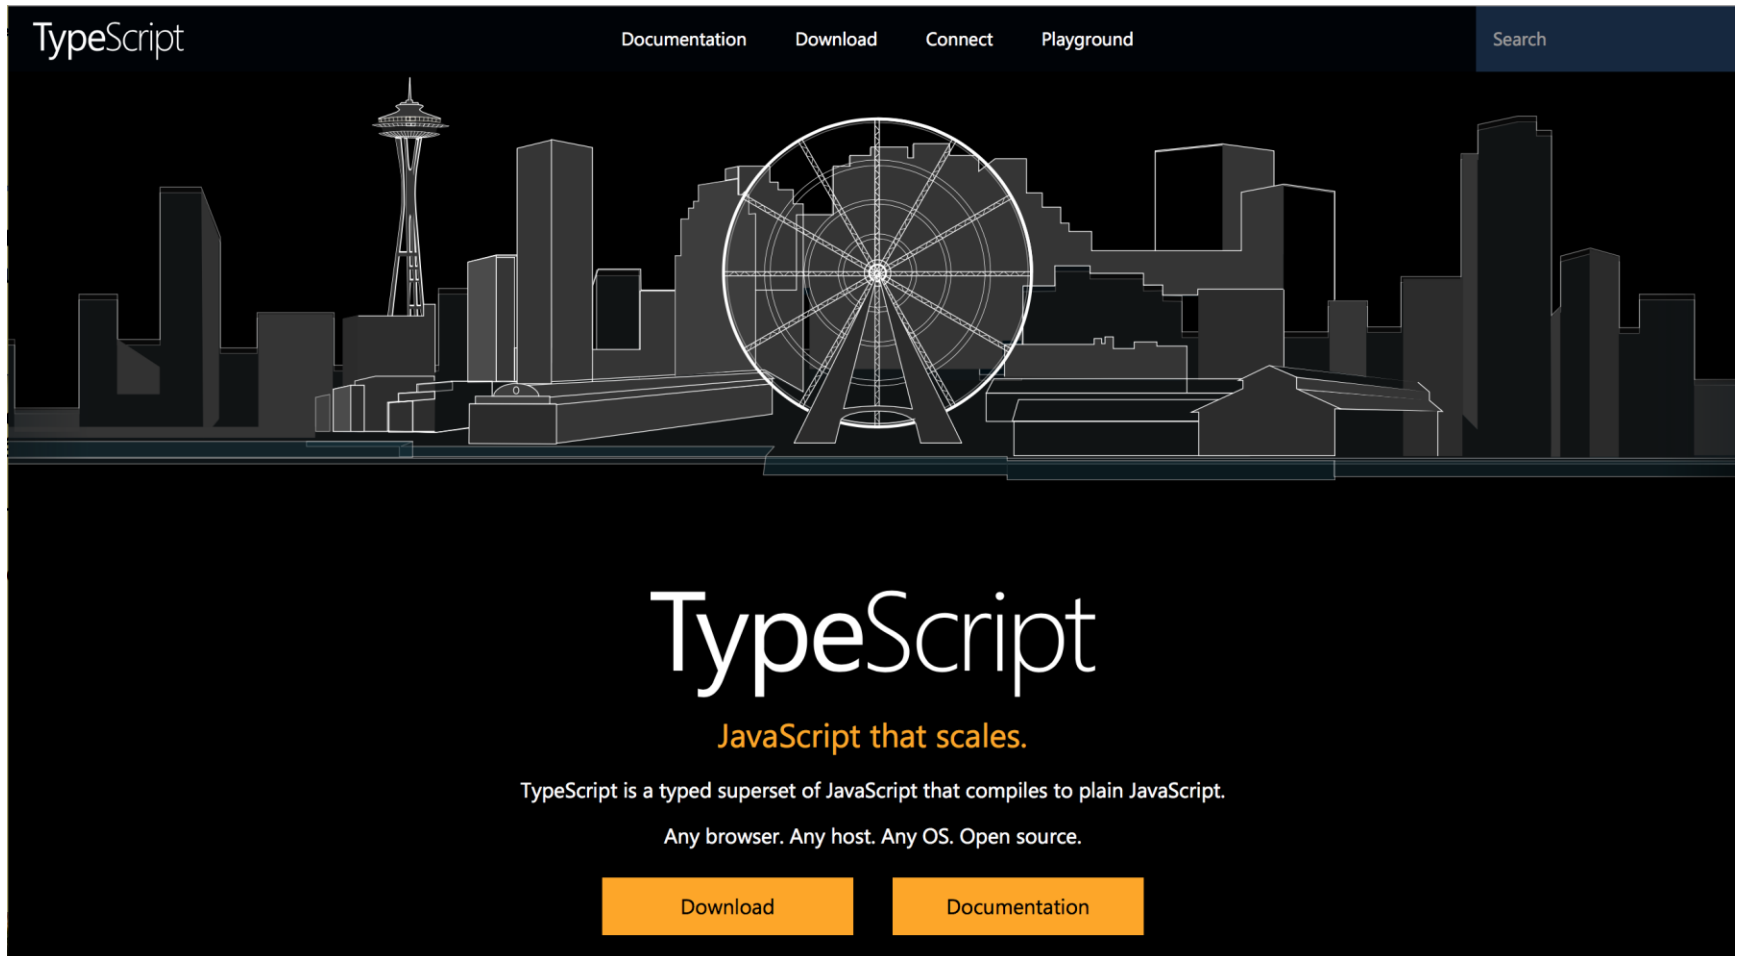 TypeScript Documentation Download Connect Playground Search
TypeScript
JavaScript that scales.
TypeScript is a typed superset of JavaScript that compiles to plain JavaScript.
Any browser. Any host. Any OS. Open source.
Download Documentation